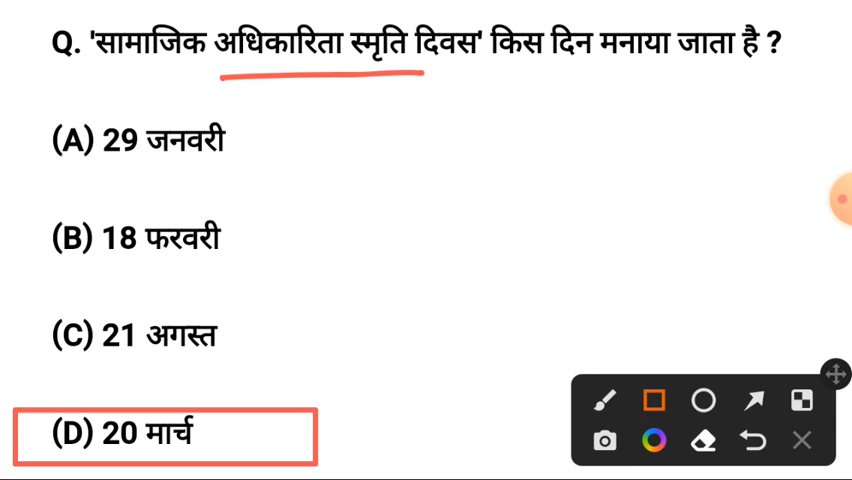 Q. 'सामाजिक अधिकारिता स्मृति दिवस' किस दिन मनाया जाता है ?
(A) 29 जनवरी
(B) 18 फरवरी
(C) 21 अगस्त
(D) 20 मार्च